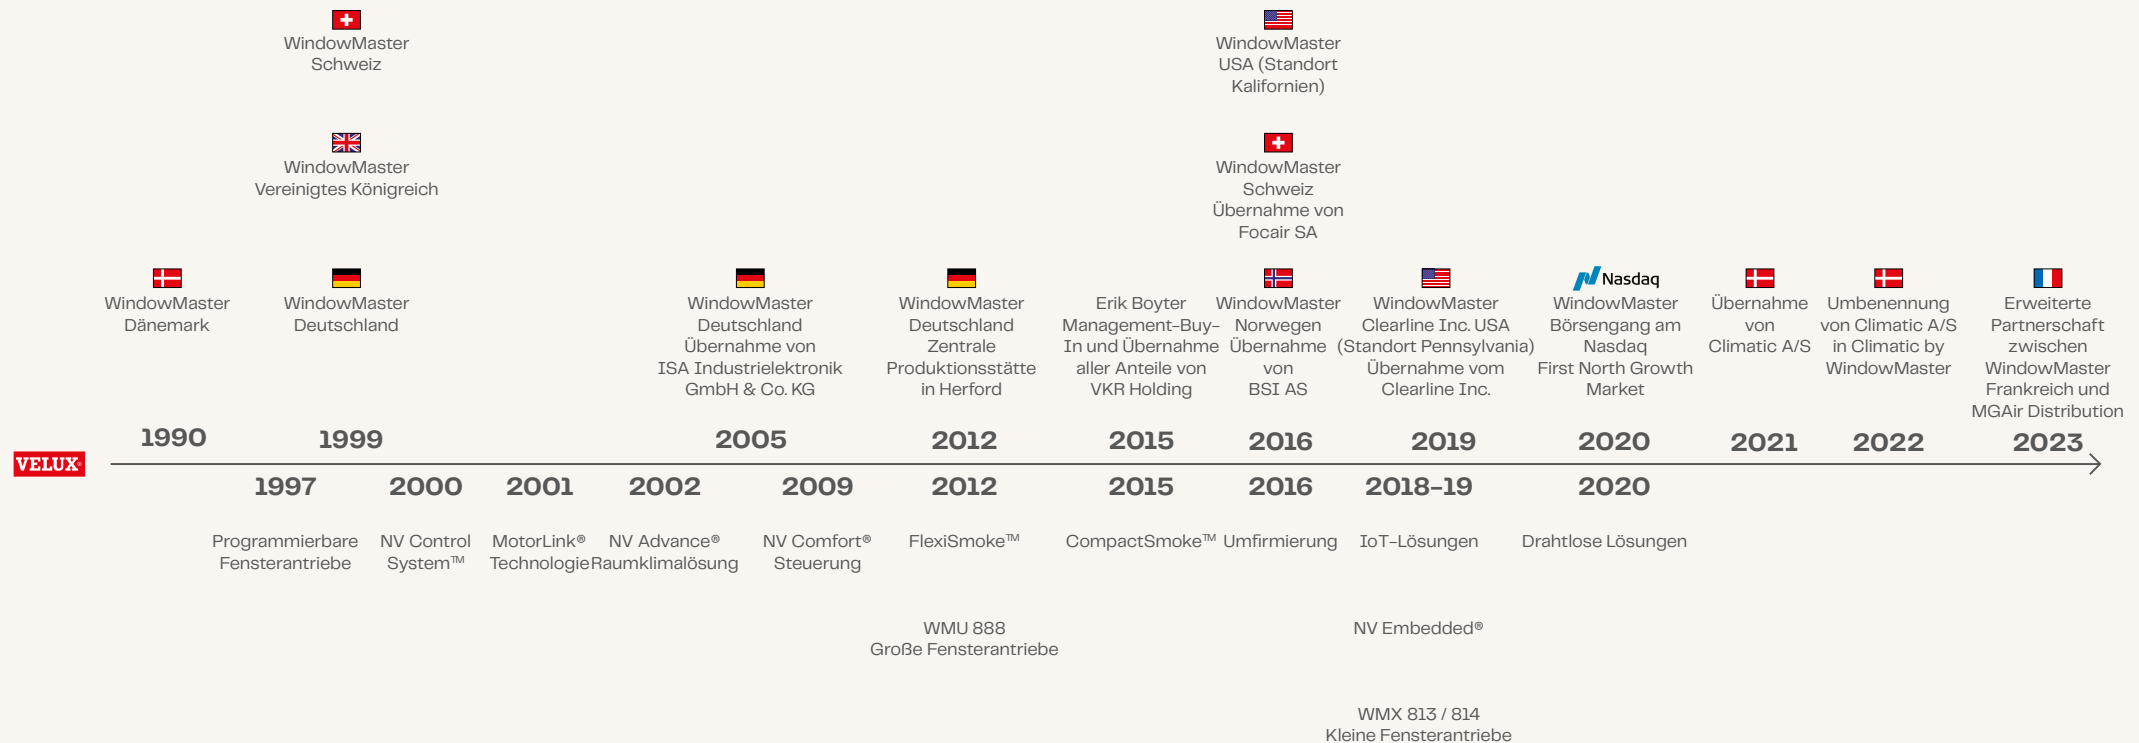 WindowMaster
Schweiz
WindowMaster
Vereinigtes Königreich
WindowMaster
USA (Standort
Kalifornien)
WindowMaster
Schweiz
Übernahme von
Focair SA
WindowMaster
Dänemark
WindowMaster
Deutschland
WindowMaster
Deutschland
Übernahme von
ISA Industrielektronik
GmbH & Co. KG
WindowMaster
Deutschland
Zentrale
Produktionsstätte
in Herford
Erik Boyter
Management-Buy-
In und Übernahme
aller Anteile von
VKR Holding
WindowMaster
Norwegen
Übernahme
von
BSI AS
WindowMaster
Clearline Inc. USA
(Standort Pennsylvania)
Übernahme vom
Clearline Inc.
Nasdaq
WindowMaster
Börsengang am
Nasdaq
First North Growth
Market
Übernahme
von
Climatic A/S
Umbenennung
von Climatic A/S
in Climatic by
WindowMaster
Erweiterte
Partnerschaft
zwischen
WindowMaster
Frankreich und
MGAir Distribution
1990
1999
2005
2012
2015
2016
2019
2020
2021
2022
2023
VELUX®
1997
2000
2001
2002
2009
2012
2015
2016
2018-19
2020
Programmierbare
Fensterantriebe
NV Control
System™
MotorLink®
Technologie
NV Advance®
Raumklimalösung
NV Comfort®
Steuerung
FlexiSmoke™
CompactSmoke™
Umfirmierung
IoT-Lösungen
Drahtlose Lösungen
WMU 888
Große Fensterantriebe
NV Embedded®
WMX 813 / 814
Kleine Fensterantriebe